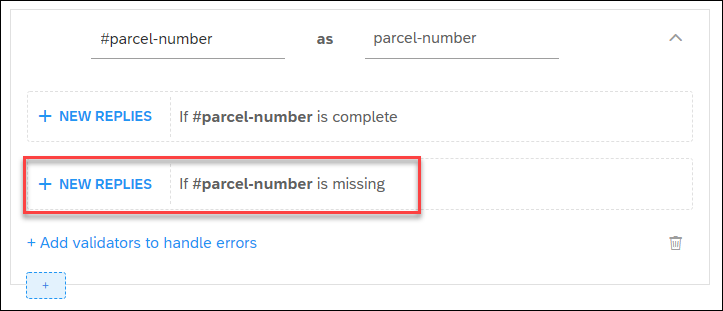 #parcel-number as parcel-number
+ NEW REPLIES If #parcel-number is complete
+ NEW REPLIES If #parcel-number is missing
+ Add validators to handle errors
+